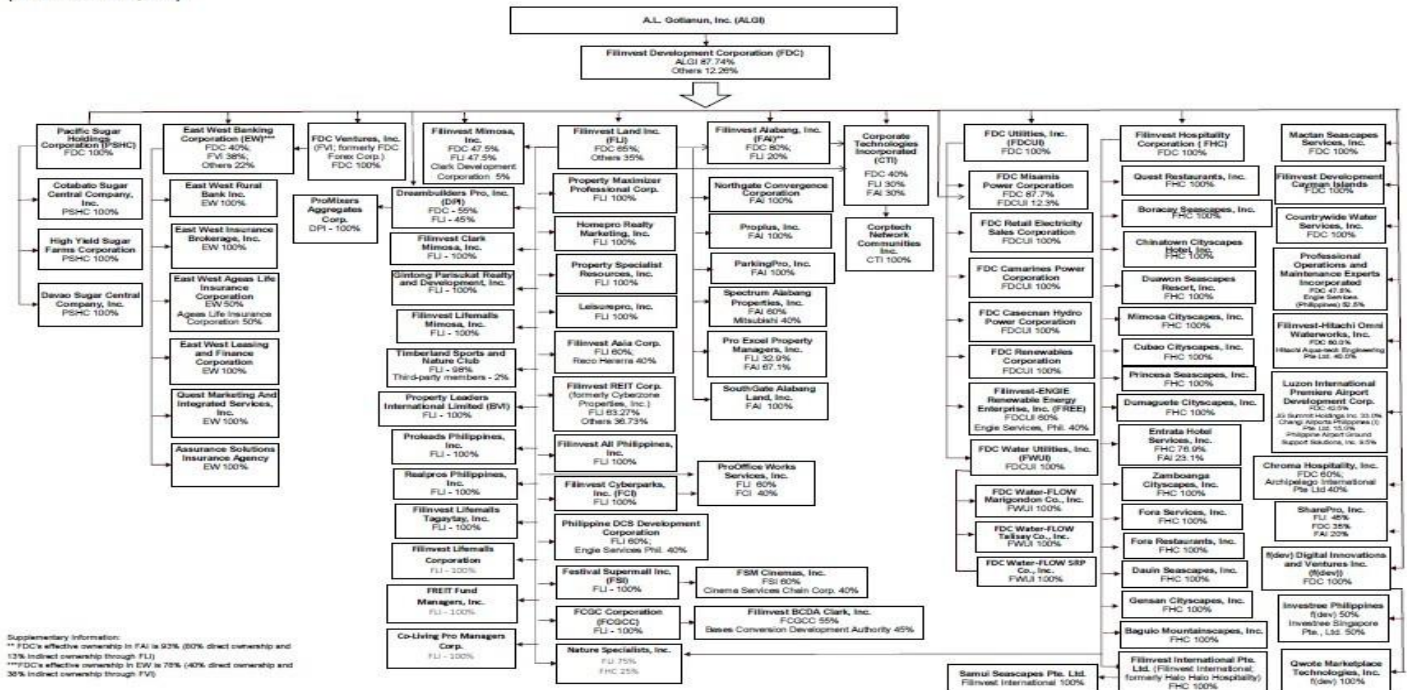 A.L. Gotianun, Inc. (ALGI)
Filinvest Development Corporation (FDC)
ALGI 87.74%
Others 12.26%
Pacific Sugar
Holdings
Corporation (PSHC)
FDC 100%
Cotabato Sugar
Central Company,
Inc.
PSHC 100%
High Yield Sugar
Farms Corporation
PSHC 100%
Davao Sugar Central
Company, Inc.
PSHC 100%
East West Banking
Corporation (EW)***
FDC 40%;
FVI 38%;
Others 22%
East West Rural
Bank Inc.
EW 100%
East West Insurance
Brokerage, Inc.
EW 100%
East West Ageas Life
Insurance
Corporation
EW 50%
Ageas Life Insurance
Corporation 50%
East West Leasing
and Finance
Corporation
EW 100%
Quest Marketing And
Integrated Services,
Inc.
EW 100%
Assurance Solutions
Insurance Agency
EW 100%
FDC Ventures, Inc.
(FVI; formerly FDC
Forex Corp.)
FDC 100%
ProMixers
Aggregates
Corp.
DPI - 100%
Filinvest Mimosa, Inc.
FDC 47.5%
FLI 47.5%
Clark Development
Corporation 5%
Dreambuilders Pro, Inc.
(DPI)
FDC - 55%
FLI - 45%
Filinvest Clark
Mimosa, Inc.
FLI - 100%
Gintong Parisukat Realty
and Development, Inc.
FLI - 100%
Filinvest Lifemalls
Mimosa, Inc.
FLI - 100%
Timberland Sports and
Nature Club
FLI - 98%
Third-party members - 2%
Property Leaders
International Limited (BVI)
FLI - 100%
Proleads Philippines,
Inc.
FLI - 100%
Realpros Philippines,
Inc.
FLI - 100%
Filinvest Lifemalls
Tagaytay, Inc.
FLI - 100%
Filinvest Lifemalls
Corporation
FLI - 100%
FREIT Fund
Managers, Inc.
FLI - 100%
Co-Living Pro Managers
Corp.
FLI - 100%
Filinvest Land Inc.
(FLI)
FDC 65%;
Others 35%
Property Maximizer
Professional Corp.
FLI 100%
Homepro Realty
Marketing, Inc.
FLI 100%
Property Specialist
Resources, Inc.
FLI 100%
Leisurepro, Inc.
FLI 100%
Filinvest Asia Corp.
FLI 60%;
Reco Herrera 40%
Filinvest REIT Corp.
(formerly Cyberzone
Properties, Inc.)
FLI 63.27%
Others 36.73%
Filinvest All Philippines,
Inc.
FLI 100%
Filinvest Cyberparks,
Inc. (FCI)
FLI 100%
Philippine DCS Development
Corporation
FLI 60%;
Engie Services Phil. 40%
Festival Supermall Inc.
(FSI)
FLI - 100%
FCGC Corporation
(FCGCC)
FLI - 100%
Nature Specialists, Inc.
FLI 75%
FHC 25%
Filinvest Alabang, Inc.
(FAI)**
FDC 80%;
FLI 20%
Northgate Convergence
Corporation
FAI 100%
Proplus, Inc.
FAI 100%
ParkingPro, Inc.
FAI 100%
Spectrum Alabang
Properties, Inc.
FAI 60%
Mitsubishi 40%
Pro Excel Property
Managers, Inc.
FLI 32.9%
FAI 67.1%
SouthGate Alabang
Land, Inc.
FAI 100%
ProOffice Works
Services, Inc.
FLI 60%
FCI 40%
FSM Cinemas, Inc.
FSI 60%
Cinema Services Chain Corp. 40%
Filinvest BCDA Clark, Inc.
FCGCC 55%
Bases Conversion Development Authority 45%
Corporate
Technologies
Incorporated
(CTI)
FDC 40%
FLI 30%
FAI 30%
Corptech
Network
Communities
Inc.
CTI 100%
FDC Utilities, Inc.
(FDCUI)
FDC 100%
FDC Misamis
Power Corporation
FDC 87.7%
FDCUI 12.3%
FDC Retail Electricity
Sales Corporation
FDCUI 100%
FDC Camarines Power
Corporation
FDCUI 100%
FDC Casecnan Hydro
Power Corporation
FDCUI 100%
FDC Renewables
Corporation
FDCUI 100%
Filinvest-ENGIE
Renewable Energy
Enterprise, Inc. (FREE)
FDCUI 60%
Engie Services, Phil. 40%
FDC Water Utilities, Inc.
(FWUI)
FDCUI 100%
FDC Water-FLOW
Marigondon Co., Inc.
FWUI 100%
FDC Water-FLOW
Talisay Co., Inc.
FWUI 100%
FDC Water-FLOW SRP
Co., Inc.
FWUI 100%
Filinvest Hospitality
Corporation ( FHC)
FDC 100%
Quest Restaurants, Inc.
FHC 100%
Boracay Seascapes, Inc.
FHC 100%
Chinatown Cityscapes
Hotel, Inc.
FHC 100%
Duawon Seascapes
Resort, Inc.
FHC 100%
Mimosa Cityscapes, Inc.
FHC 100%
Cubao Cityscapes, Inc.
FHC 100%
Princesa Seascapes, Inc.
FHC 100%
Dumaguete Cityscapes, Inc.
FHC 100%
Entrata Hotel
Services, Inc.
FHC 76.9%
FAI 23.1%
Zamboanga
Cityscapes, Inc.
FHC 100%
Fora Services, Inc.
FHC 100%
Fora Restaurants, Inc.
FHC 100%
Dauin Seascapes, Inc.
FHC 100%
Gensan Cityscapes, Inc.
FHC 100%
Baguio Mountainscapes, Inc.
FHC 100%
Filinvest International Pte.
Ltd. (Filinvest International;
formerly Halo Halo Hospitality)
FHC 100%
Samui Seascapes Pte. Ltd.
Filinvest International 100%
Mactan Seascapes
Services, Inc.
FDC 100%
Filinvest Development
Cayman Islands
FDC 100%
Countrywide Water
Services, Inc.
FDC 100%
Professional
Operations and
Maintenance Experts
Incorporated
FDC 47.5%
Engie Services
(Philippines) 52.5%
Filinvest-Hitachi Omni
Waterworks, Inc.
FDC 60.0%
Hitachi Aqua-tech Engineering
Pte Ltd. 40.0%
Luzon International
Premiere Airport
Development Corp.
FDC 42.5%
JG Summit Holdings Inc. 33.0%
Changi Airports Philippines (I)
Pte. Ltd. 15.0%
Philippine Airport Ground
Support Solutions, Inc. 9.5%
Chroma Hospitality, Inc.
FDC 60%;
Archipelago International
Pte Ltd 40%
SharePro, Inc.
FLI 45%
FDC 35%
FAI 20%
f(dev) Digital Innovations
and Ventures Inc.
(f(dev))
FDC 100%
Investree Philippines
f(dev) 50%
Investree Singapore
Pte., Ltd. 50%
Qwote Marketplace
Technologies, Inc.
f(dev) 100%
Supplementary Information:
** FDC's effective ownership in FAI is 93% (80% direct ownership and
13% indirect ownership through FLI)
***FDC's effective ownership in EW is 78% (40% direct ownership and
38% indirect ownership through FVI)